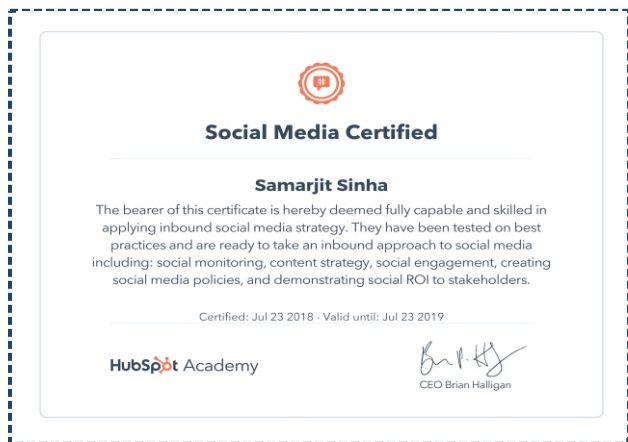 Social Media Certified
Samarjit Sinha
The bearer of this certificate is hereby deemed fully capable and skilled in
applying inbound social media strategy. They have been tested on best
practices and are ready to take an inbound approach to social media
including: social monitoring, content strategy, social engagement, creating
social media policies, and demonstrating social ROI to stakeholders.
Certified: Jul 23 2018 - Valid until: Jul 23 2019
HubSpot Academy
CEO Brian Halligan